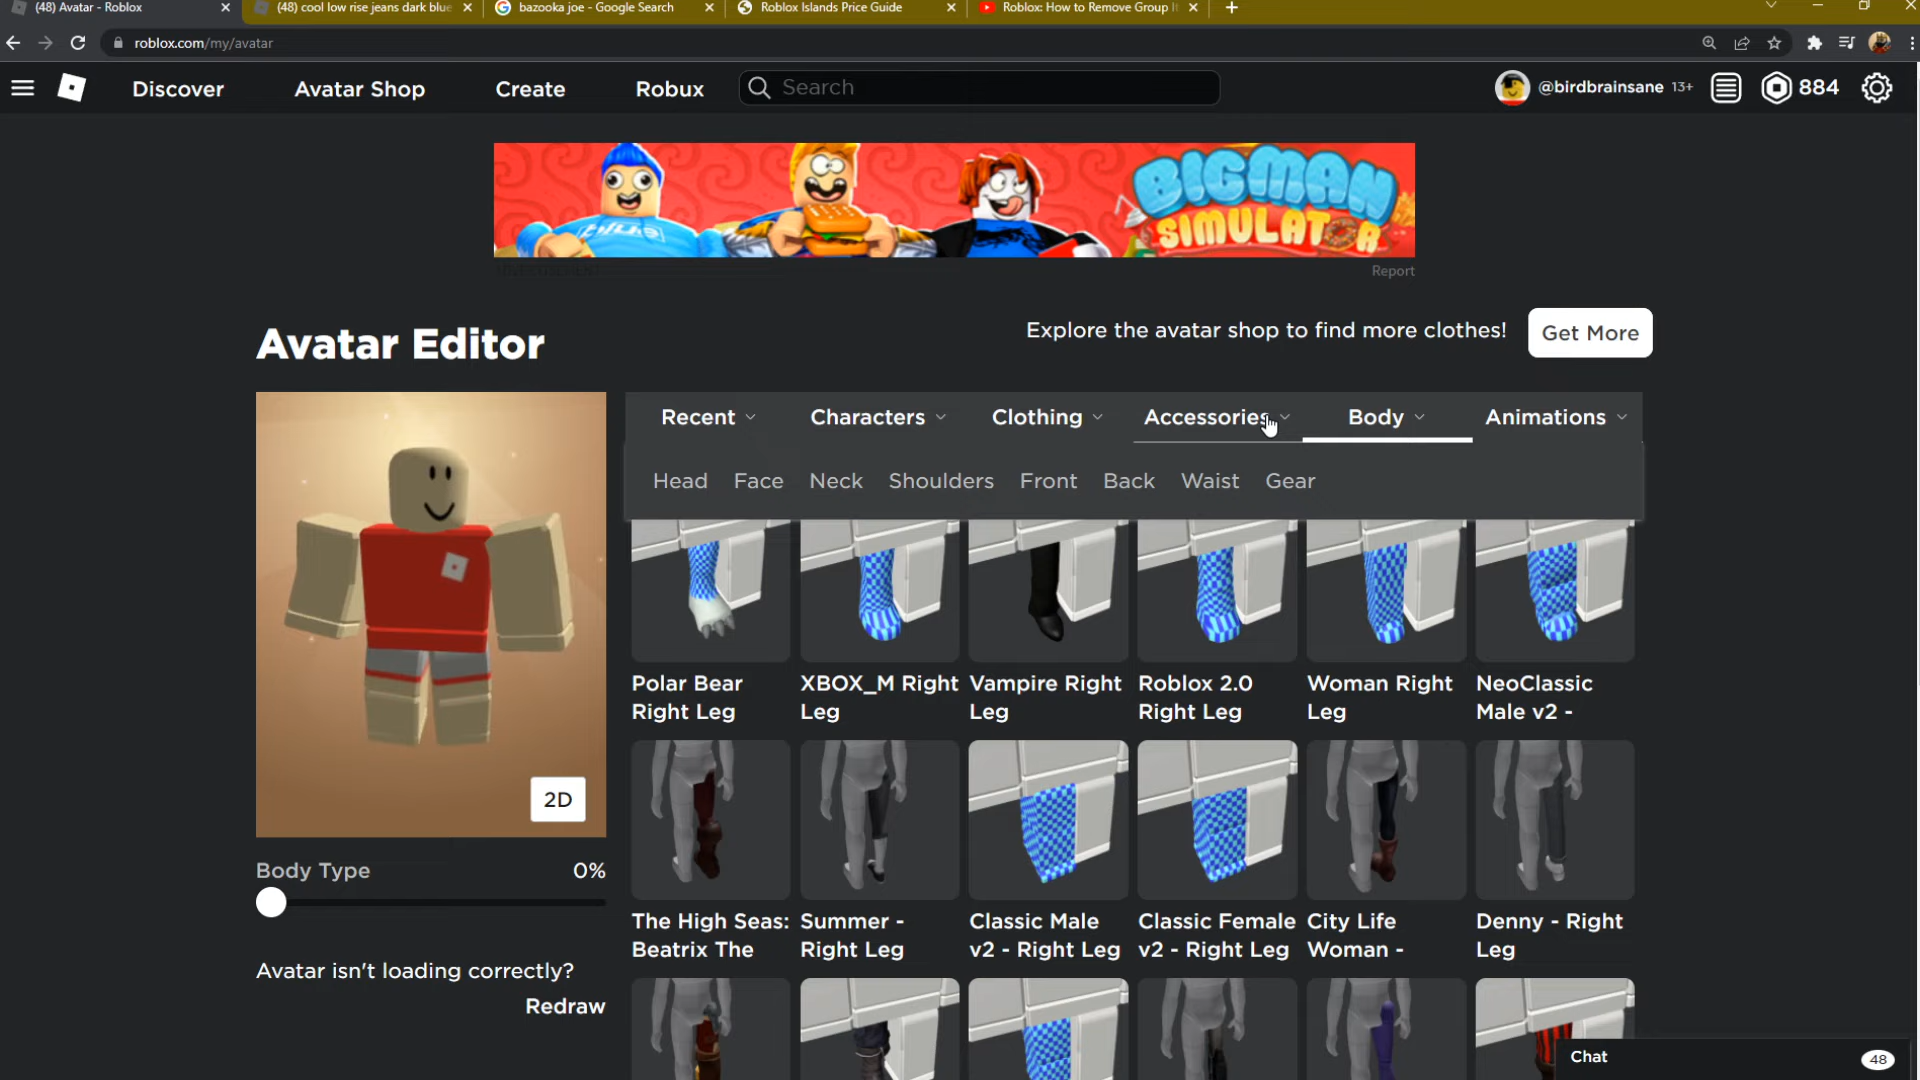 (48) Avatar - Roblox
(48) cool low rise jeans dark blue
bazooka joe - Google Search
Roblox Islands Price Guide
Roblox: How to Remove Group It
roblox.com/my/avatar
Discover
Avatar Shop
Create
Robux
Search
@birdbrainsane 13+
884
blue
BIGMAN
SIMULATOR
ADVERTISEMENT
Report
Avatar Editor
Explore the avatar shop to find more clothes!
Get More
Recent
Characters
Clothing
Accessories
Body
Animations
Head Face Neck Shoulders Front Back Waist Gear
2D
Body Type 0%
Avatar isn't loading correctly?
Redraw
Polar Bear
Right Leg
XBOX_M Right
Leg
Vampire Right
Leg
Roblox 2.0
Right Leg
Woman Right
Leg
NeoClassic
Male v2 -
The High Seas:
Beatrix The
Summer -
Right Leg
Classic Male
v2 - Right Leg
Classic Female
v2 - Right Leg
City Life
Woman -
Denny - Right
Leg
Chat
48